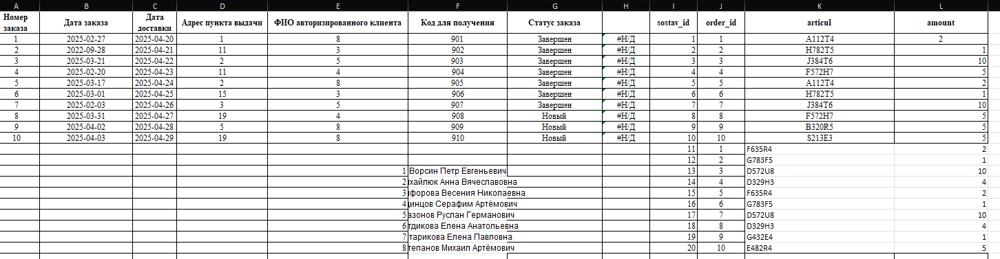 A B C D E F G H I J K L
Номер заказа Дата заказа Дата доставки Адрес пункта выдачи ФИО авторизированного клиента Код для получения Статус заказа sostav_id order_id articul amount
1 2025-02-27 2025-04-20 1 8 901 Завершен #Н/Д 1 1 A112T4 2
2 2022-09-28 2025-04-21 11 3 902 Завершен #Н/Д 2 2 H782T5 1
3 2025-03-21 2025-04-22 2 5 903 Завершен #Н/Д 3 3 J384T6 10
4 2025-02-20 2025-04-23 11 4 904 Завершен #Н/Д 4 4 F572H7 5
5 2025-03-17 2025-04-24 2 8 905 Завершен #Н/Д 5 5 A112T4 2
6 2025-03-01 2025-04-25 15 3 906 Завершен #Н/Д 6 6 H782T5 1
7 2025-02-03 2025-04-26 3 5 907 Завершен #Н/Д 7 7 J384T6 10
8 2025-03-31 2025-04-27 19 4 908 Новый #Н/Д 8 8 F572H7 5
9 2025-04-02 2025-04-28 5 8 909 Новый #Н/Д 9 9 B320R5 5
10 2025-04-03 2025-04-29 19 8 910 Новый #Н/Д 10 10 S213E3 5
11 1 F635R4 2
12 2 G783F5 1
1 Ворсин Петр Евгеньевич 13 3 D572U8 10
2 хайлюк Анна Вячеславовна 14 4 D329H3 4
3 форова Весения Николаевна 15 5 F635R4 2
4 динцов Серафим Артёмович 16 6 G783F5 1
5 азонов Руслан Германович 17 7 D572U8 10
6 тдикова Елена Анатольевна 18 8 D329H3 4
7 тарикова Елена Павловна 19 9 G432E4 1
8 тепанов Михаил Артёмович 20 10 E482R4 5